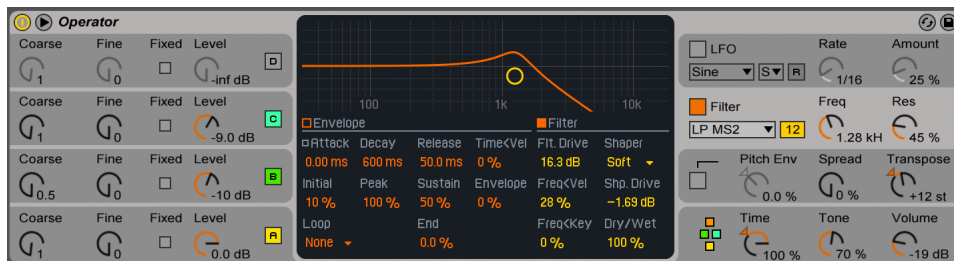 Operator
Coarse Fine Fixed Level
1 0 -inf dB D
Coarse Fine Fixed Level
1 0 -9.0 dB C
Coarse Fine Fixed Level
0.5 0 -10 dB B
Coarse Fine Fixed Level
1 0 0.0 dB A
100 1k 10k
Envelope Filter
Attack Decay Release Time<Vel Flt. Drive Shaper
0.00 ms 600 ms 50.0 ms 0 % 16.3 dB Soft
Initial Peak Sustain Envelope Freq<Vel Shp. Drive
10 % 100 % 50 % 0 % 28 % -1.69 dB
Loop End Freq<Key Dry/Wet
None 0.0 % 0 % 100 %
LFO Rate Amount
Sine S R 1/16 25 %
Filter Freq Res
LP MS2 12 1.28 kH 45 %
Pitch Env Spread Transpose
0.0 % 0 % +12 st
Time Tone Volume
100 % 70 % -19 dB